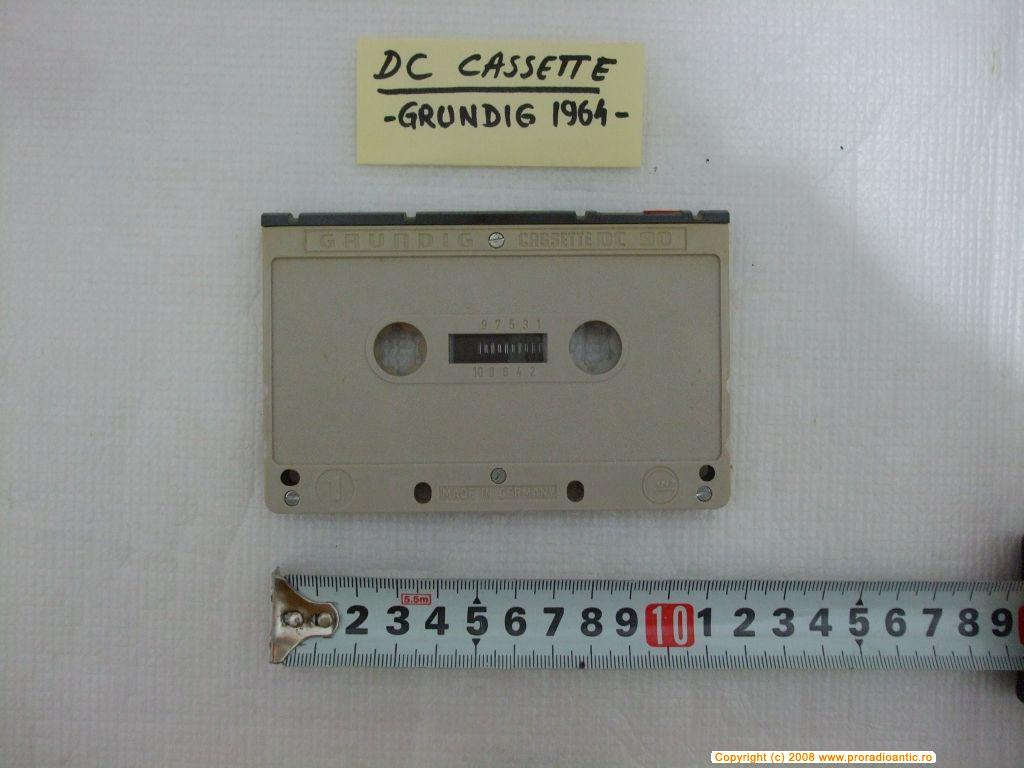 DC CASSETTE
-GRUNDIG 1964-
GRUNDIG CASSETTE DC 90
9 7 5 3 1
10 8 6 4 2
1
MADE IN GERMANY
5.5m
2 3 4 5 6 7 8 9 10 1 2 3 4 5 6 7 8 9
Copyright (c) 2008 www.proradioantic.ro